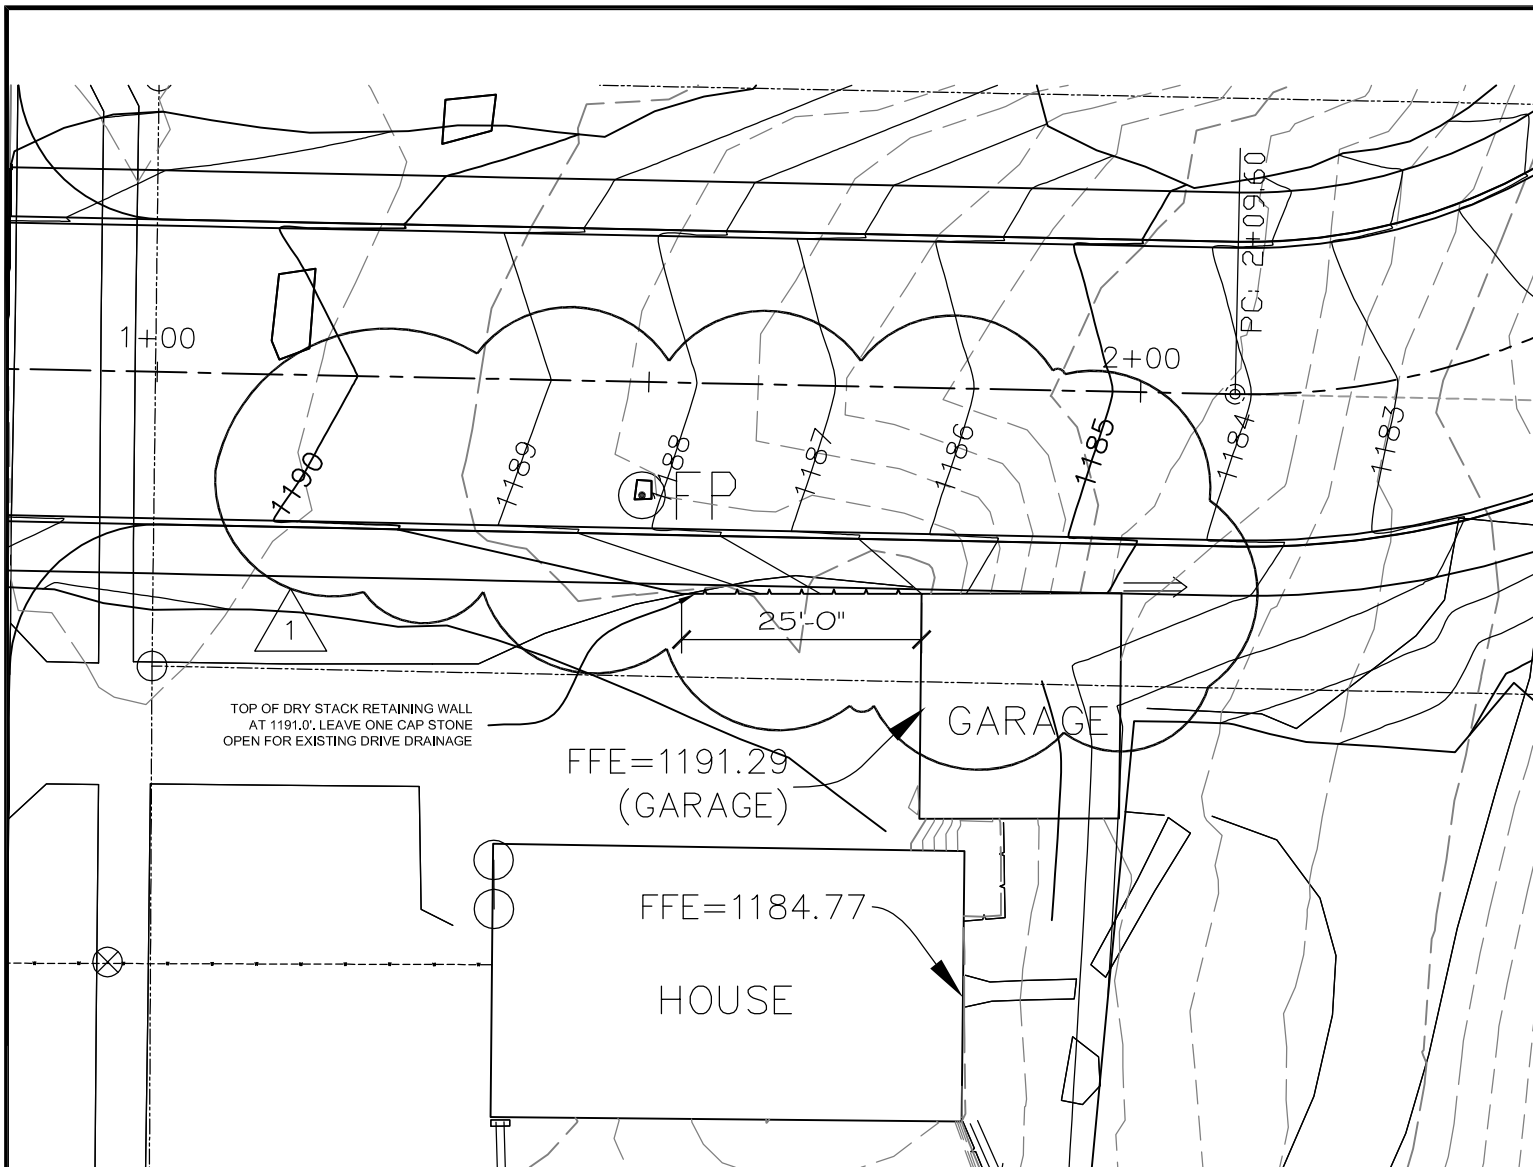 PC: 2+09.60
1+00
2+00
1190
1189
1188
1187
1186
1185
1184
1183
FP
25'-0"
1
TOP OF DRY STACK RETAINING WALL
AT 1191.0'. LEAVE ONE CAP STONE
OPEN FOR EXISTING DRIVE DRAINAGE
GARAGE
FFE=1191.29
(GARAGE)
FFE=1184.77
HOUSE